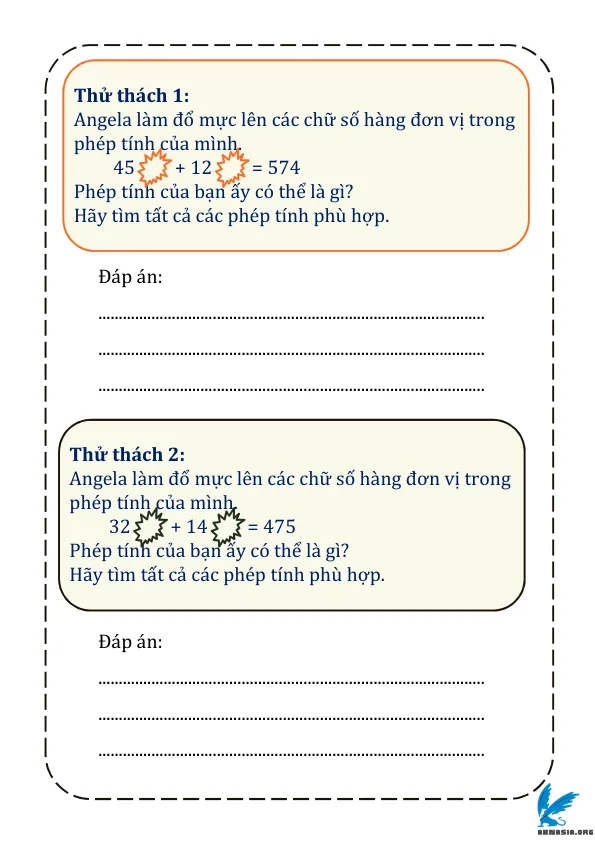 Thử thách 1:
Angela làm đổ mực lên các chữ số hàng đơn vị trong
phép tính của mình.
45 + 12 = 574
Phép tính của bạn ấy có thể là gì?
Hãy tìm tất cả các phép tính phù hợp.
Đáp án:
Thử thách 2:
Angela làm đổ mực lên các chữ số hàng đơn vị trong
phép tính của mình.
32 + 14 = 475
Phép tính của bạn ấy có thể là gì?
Hãy tìm tất cả các phép tính phù hợp.
Đáp án:
ABNASIA.ORG